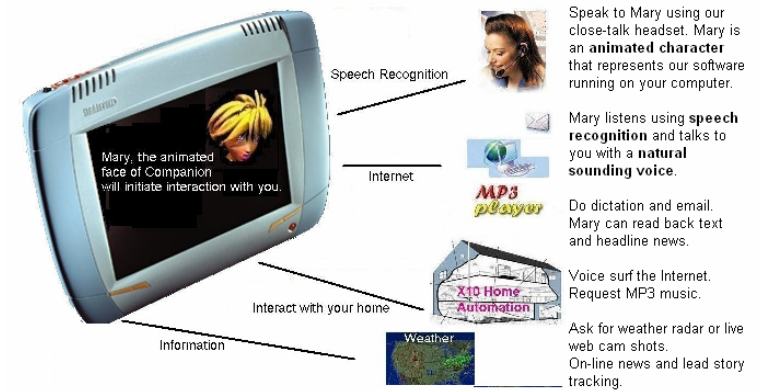 Mary, the animated
face of Companion
will initiate interaction with you.
Speech Recognition
Internet
MP3
player
Interact with your home
X10 Home
Automation
Information
Weather
Speak to Mary using our
close-talk headset. Mary is
an animated character
that represents our software
running on your computer.
Mary listens using speech
recognition and talks to
you with a natural
sounding voice.
Do dictation and email.
Mary can read back text
and headline news.
Voice surf the Internet.
Request MP3 music.
Ask for weather radar or live
web cam shots.
On-line news and lead story
tracking.